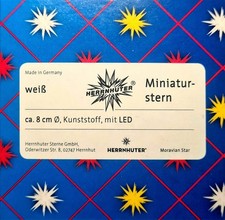 Made in Germany
weiß
HERRNHUTER ®
Miniatur-
stern
ca. 8 cm Ø, Kunststoff, mit LED
Herrnhuter Sterne GmbH,
Oderwitzer Str. 8, 02747 Herrnhut
HERRNHUTER®
Moravian Star